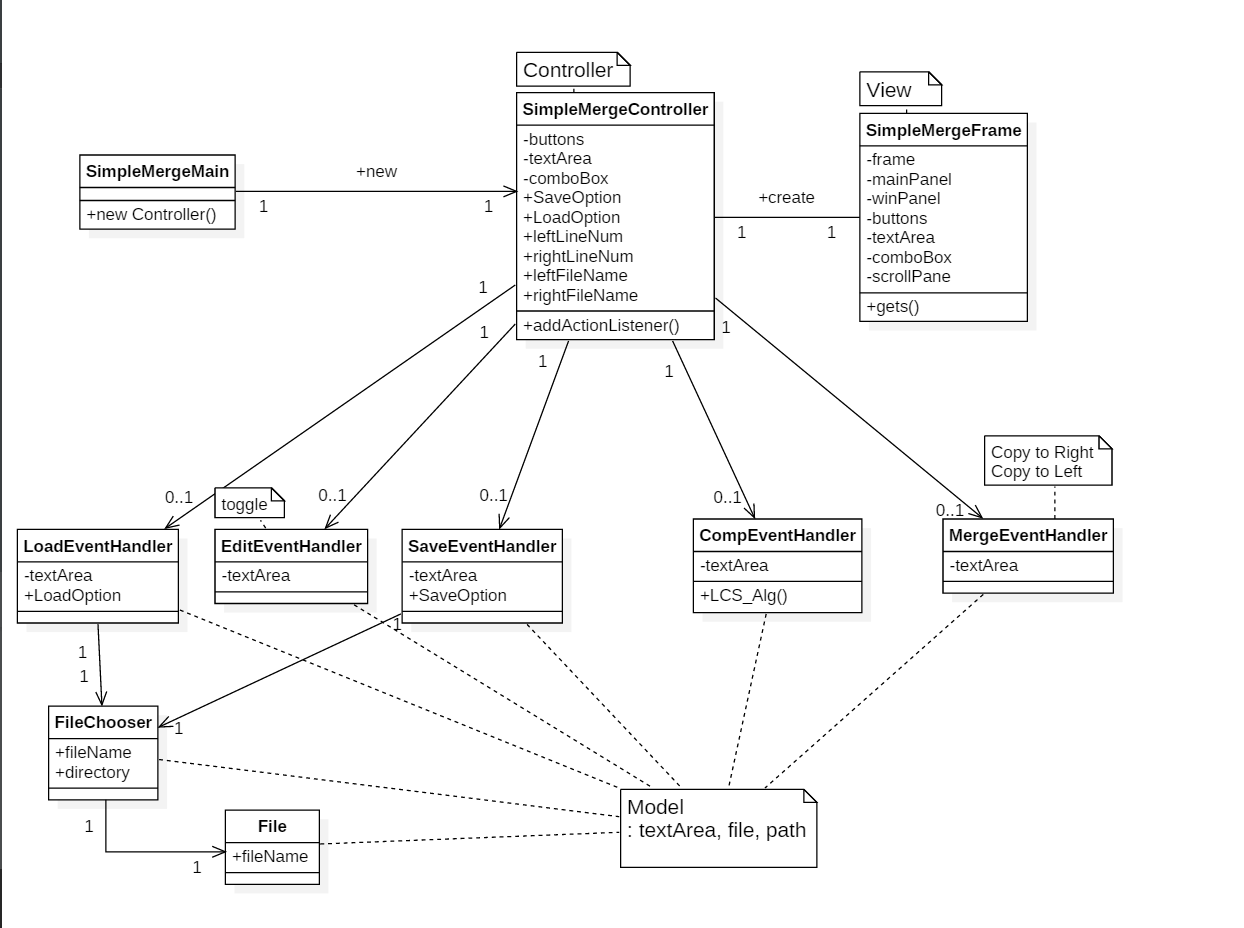 Controller
SimpleMergeController
-buttons
-textArea
-comboBox
+SaveOption
+LoadOption
+leftLineNum
+rightLineNum
+leftFileName
+rightFileName
+addActionListener()
View
SimpleMergeFrame
-frame
-mainPanel
-winPanel
-buttons
-textArea
-comboBox
-scrollPane
+gets()
SimpleMergeMain
+new Controller()
+new
1
1
+create
1
1
1
1
1
1
1
0..1
0..1
0..1
0..1
0..1
toggle
Copy to Right
Copy to Left
LoadEventHandler
-textArea
+LoadOption
EditEventHandler
-textArea
SaveEventHandler
-textArea
+SaveOption
CompEventHandler
-textArea
+LCS_Alg()
MergeEventHandler
-textArea
1
1
1
1
FileChooser
+fileName
+directory
1
1
File
+fileName
Model
: textArea, file, path